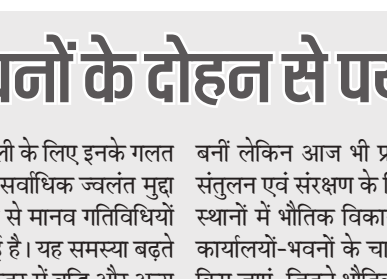 के दोहन से
ली के लिए इनके गलत
सर्वाधिक ज्वलंत मुद्दा
से मानव गतिविधियों
है। यह समस्या बढ़ते
बनीं लेकिन आज भी
संतुलन एवं संरक्षण के
स्थानों में भौतिक
कार्यालयों-भवनों के